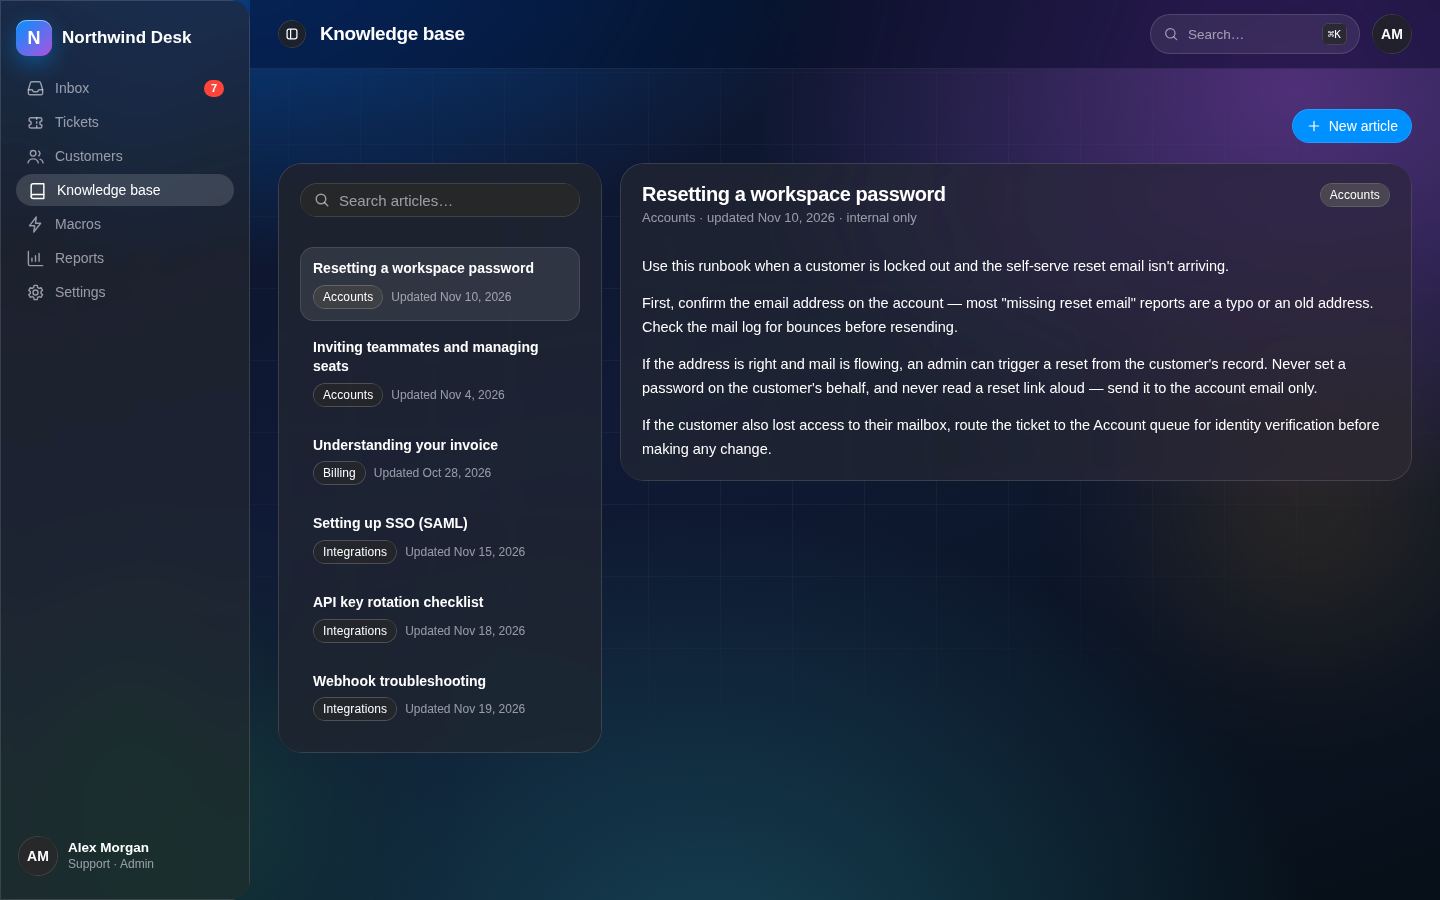 N Northwind Desk
Inbox 7
Tickets
Customers
Knowledge base
Macros
Reports
Settings
AM Alex Morgan
Support · Admin
Knowledge base
Search… ⌘K AM
New article
Search articles…
Resetting a workspace password
Accounts Updated Nov 10, 2026
Inviting teammates and managing
seats
Accounts Updated Nov 4, 2026
Understanding your invoice
Billing Updated Oct 28, 2026
Setting up SSO (SAML)
Integrations Updated Nov 15, 2026
API key rotation checklist
Integrations Updated Nov 18, 2026
Webhook troubleshooting
Integrations Updated Nov 19, 2026
Resetting a workspace password Accounts
Accounts · updated Nov 10, 2026 · internal only
Use this runbook when a customer is locked out and the self-serve reset email isn't arriving.
First, confirm the email address on the account — most "missing reset email" reports are a typo or an old address.
Check the mail log for bounces before resending.
If the address is right and mail is flowing, an admin can trigger a reset from the customer's record. Never set a
password on the customer's behalf, and never read a reset link aloud — send it to the account email only.
If the customer also lost access to their mailbox, route the ticket to the Account queue for identity verification before
making any change.